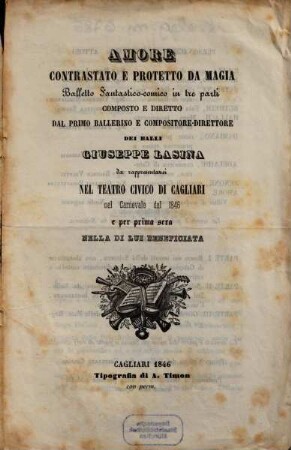 AMORE
CONTRASTATO E PROTETTO DA MAGIA
Balletto Fantastico-comico in tre parti
COMPOSTO E DIRETTO
DAL PRIMO BALLERINO E COMPOSITORE-DIRETTORE
DEI BALLI
GIUSEPPE LASINA
da rappresentarsi
NEL TEATRO CIVICO DI CAGLIARI
nel Carnevale del 1846
e per prima sera
NELLA DI LUI BENEFICIATA
CAGLIARI 1846
Tipografia di A. Timon
con perm.